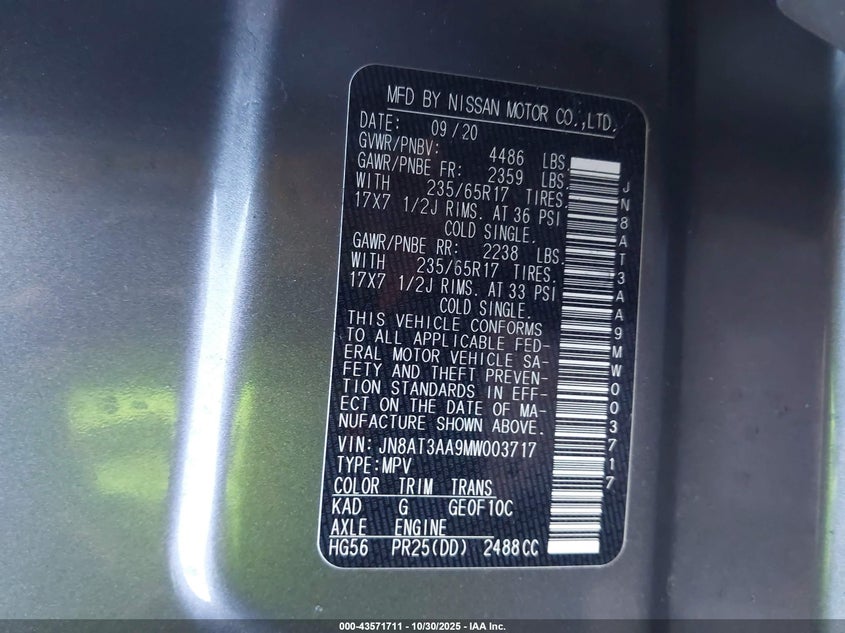 MFD BY NISSAN MOTOR CO.,LTD.
DATE: 09/20
GVWR/PNBV: 4486 LBS.
GAWR/PNBE FR: 2359 LBS.
WITH 235/65R17 TIRES.
17X7 1/2J RIMS. AT 36 PSI
COLD SINGLE.
GAWR/PNBE RR: 2238 LBS.
WITH 235/65R17 TIRES.
17X7 1/2J RIMS. AT 33 PSI
COLD SINGLE.
THIS VEHICLE CONFORMS
TO ALL APPLICABLE FED-
ERAL MOTOR VEHICLE SA-
FETY AND THEFT PREVEN-
TION STANDARDS IN EFF-
ECT ON THE DATE OF MA-
NUFACTURE SHOWN ABOVE.
VIN: JN8AT3AA9MW003717
TYPE:MPV
COLOR TRIM TRANS
KAD G GE0F10C
AXLE ENGINE
HG56 PR25(DD) 2488CC
JN8AT3AA9MW003717
000-43571711 - 10/30/2025 - IAA Inc.